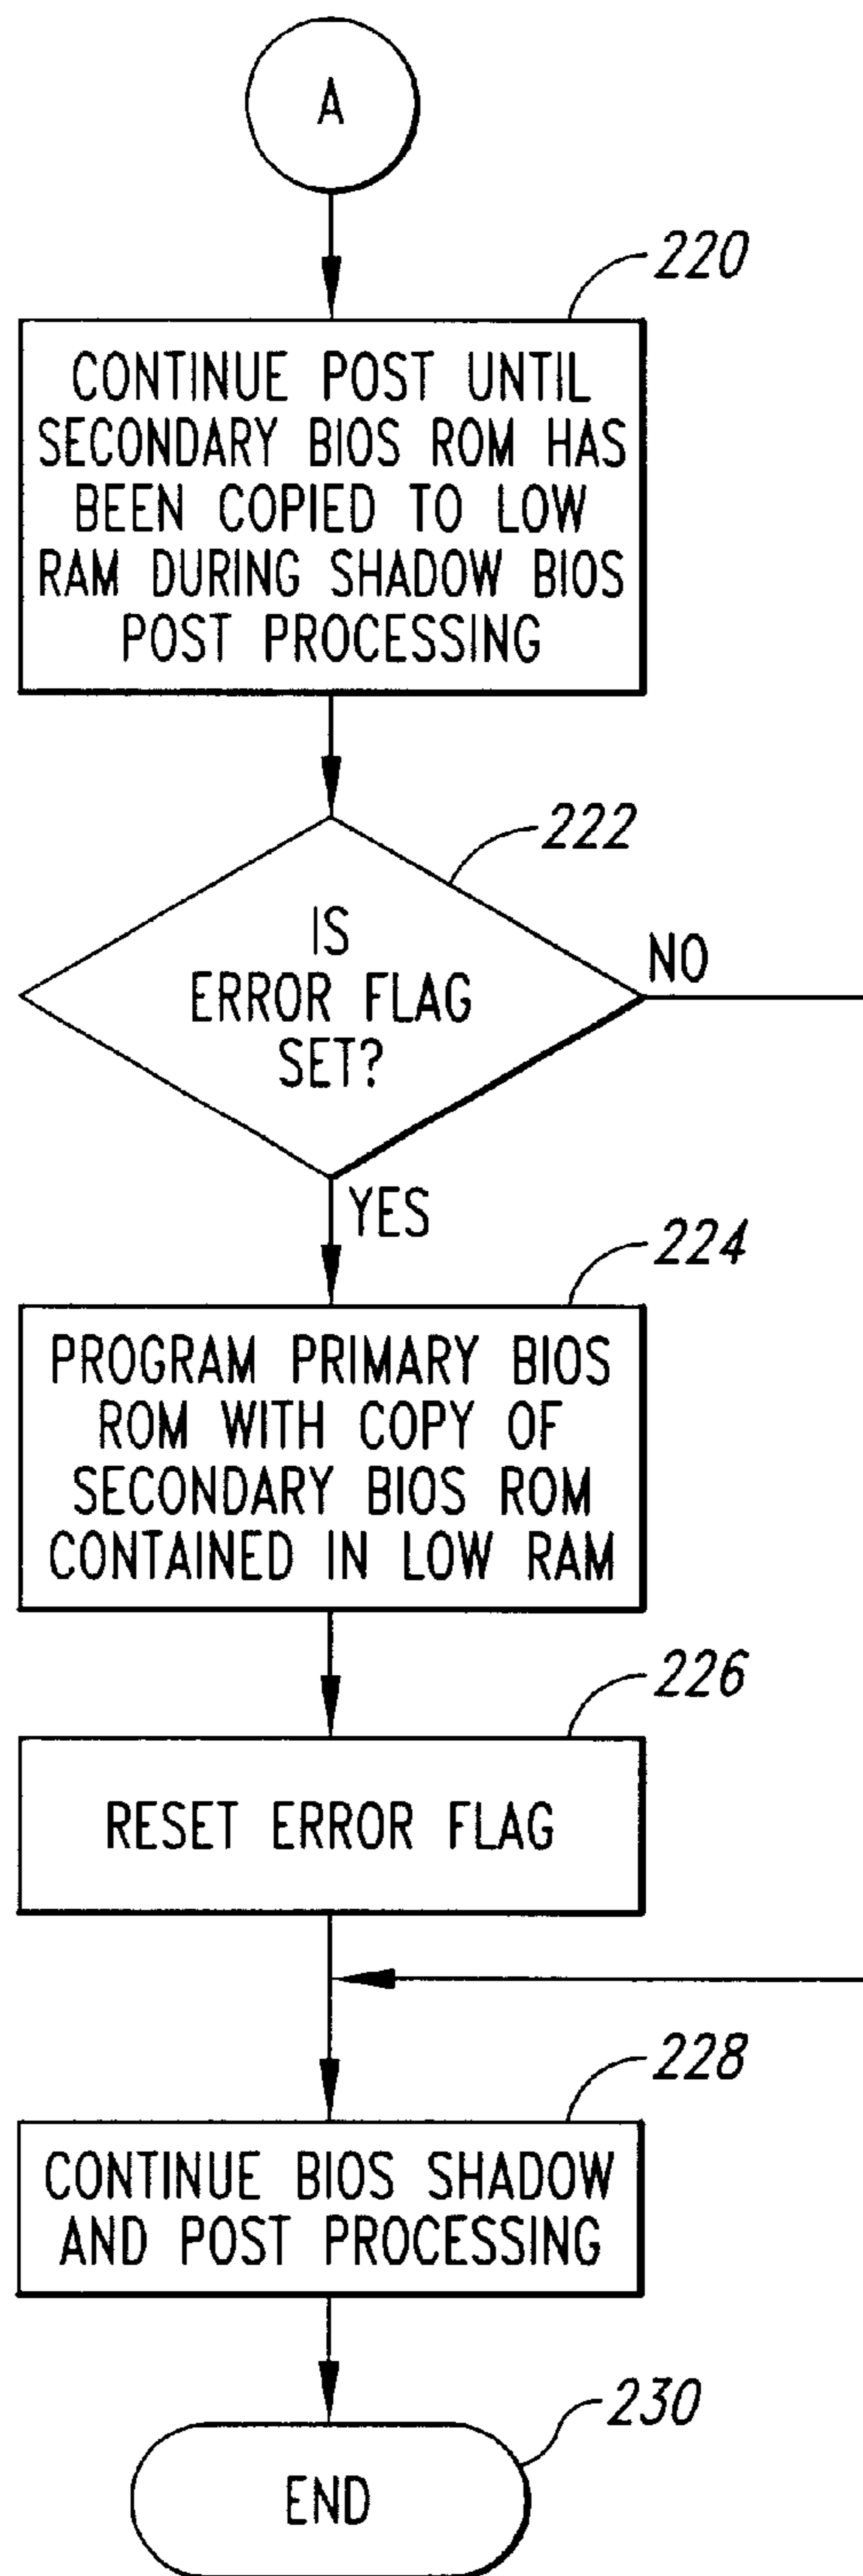 A
220
CONTINUE POST UNTIL
SECONDARY BIOS ROM HAS
BEEN COPIED TO LOW
RAM DURING SHADOW BIOS
POST PROCESSING
222
IS
ERROR FLAG
SET?
NO
YES
224
PROGRAM PRIMARY BIOS
ROM WITH COPY OF
SECONDARY BIOS ROM
CONTAINED IN LOW RAM
226
RESET ERROR FLAG
228
CONTINUE BIOS SHADOW
AND POST PROCESSING
230
END